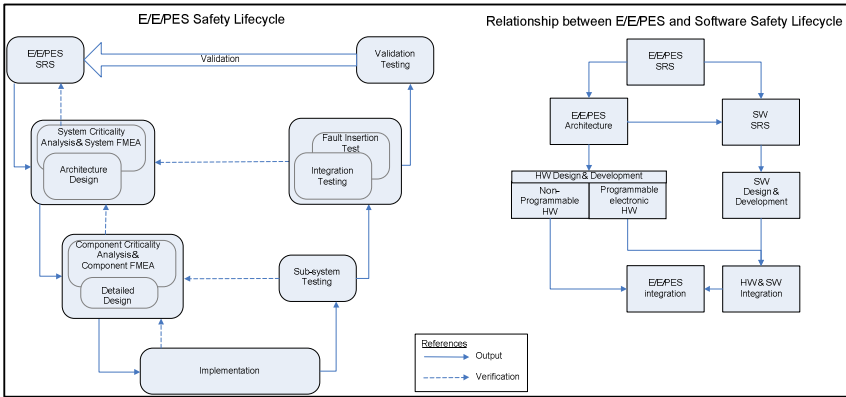 E/E/PES Safety Lifecycle
E/E/PES
SRS
Validation
Validation
Testing
System Criticality
Analysis& System FMEA
Architecture
Design
Fault Insertion
Test
Integration
Testing
Component Criticality
Analysis&
Component FMEA
Detailed
Design
Sub-system
Testing
Implementation
References
Output
Verification
Relationship between E/E/PES and Software Safety Lifecycle
E/E/PES
SRS
E/E/PES
Architecture
SW
SRS
HW Design & Development
Non-
Programmable
HW
Programmable
electronic
HW
SW
Design &
Development
E/E/PES
integration
HW & SW
Integration